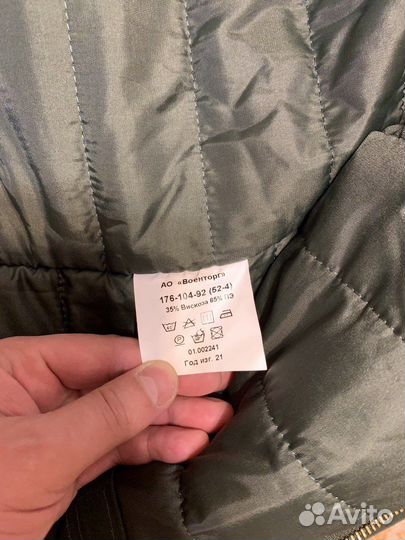 АО «Военторг»
176-104-92 (52-4)
35% Вискоза 65% ПЭ
01.002241
Год изг. 21
Avito